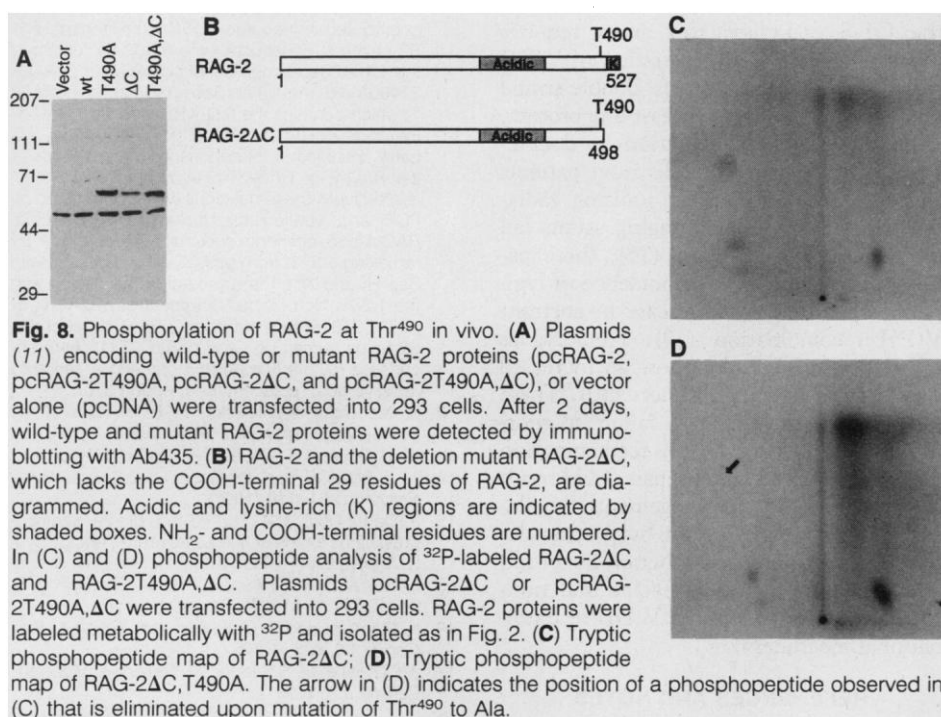 A
Vector
wt
T490A
ΔC
T490A,ΔC
207
111
71
44
29
B
T490
RAG-2
Acidic
K
1
527
T490
RAG-2ΔC
Acidic
1
498
C
D
Fig. 8. Phosphorylation of RAG-2 at Thr⁴⁹⁰ in vivo. (A) Plasmids
(11) encoding wild-type or mutant RAG-2 proteins (pcRAG-2,
pcRAG-2T490A, pcRAG-2ΔC, and pcRAG-2T490A,ΔC), or vector
alone (pcDNA) were transfected into 293 cells. After 2 days,
wild-type and mutant RAG-2 proteins were detected by immuno-
blotting with Ab435. (B) RAG-2 and the deletion mutant RAG-2ΔC,
which lacks the COOH-terminal 29 residues of RAG-2, are dia-
grammed. Acidic and lysine-rich (K) regions are indicated by
shaded boxes. NH₂- and COOH-terminal residues are numbered.
In (C) and (D) phosphopeptide analysis of ³²P-labeled RAG-2ΔC
and RAG-2T490A,ΔC. Plasmids pcRAG-2ΔC or pcRAG-
2T490A,ΔC were transfected into 293 cells. RAG-2 proteins were
labeled metabolically with ³²P and isolated as in Fig. 2. (C) Tryptic
phosphopeptide map of RAG-2ΔC; (D) Tryptic phosphopeptide
map of RAG-2ΔC,T490A. The arrow in (D) indicates the position of a phosphopeptide observed in
(C) that is eliminated upon mutation of Thr⁴⁹⁰ to Ala.